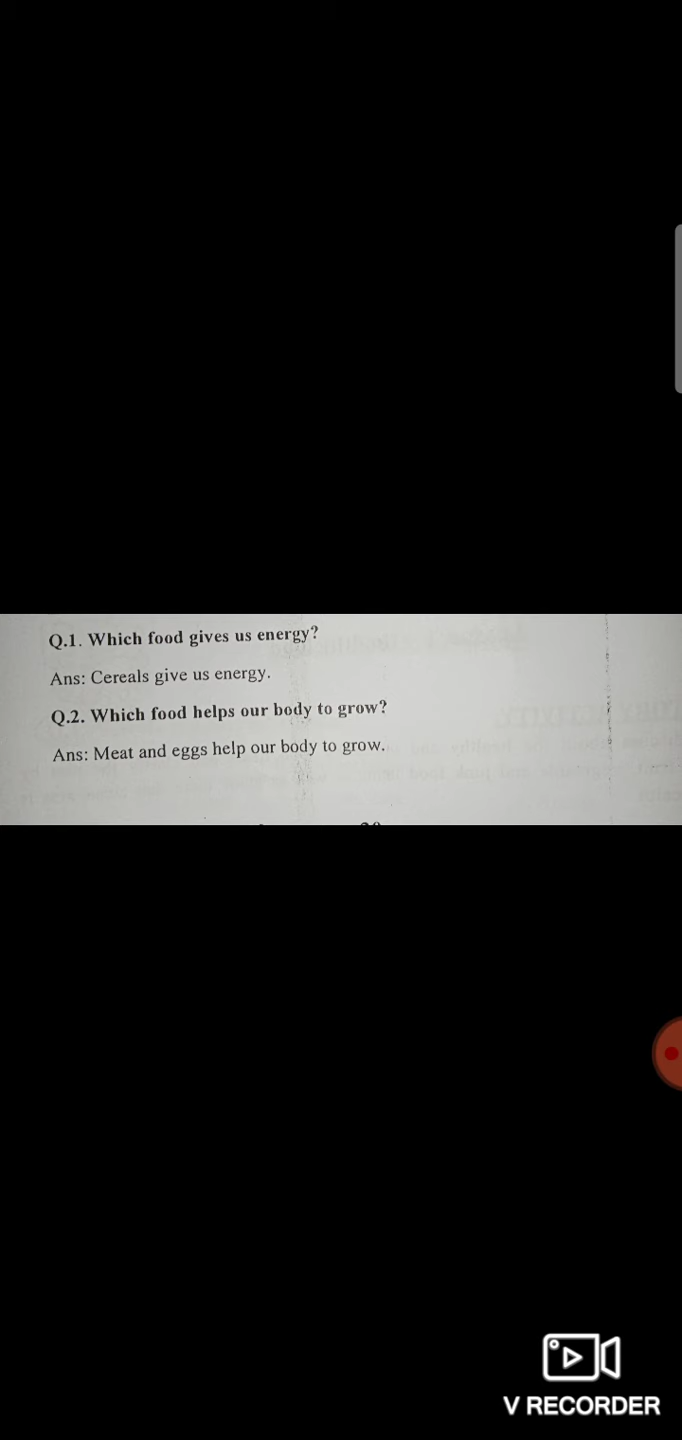 Q.1. Which food gives us energy?
Ans: Cereals give us energy.
Q.2. Which food helps our body to grow?
Ans: Meat and eggs help our body to grow.
V RECORDER